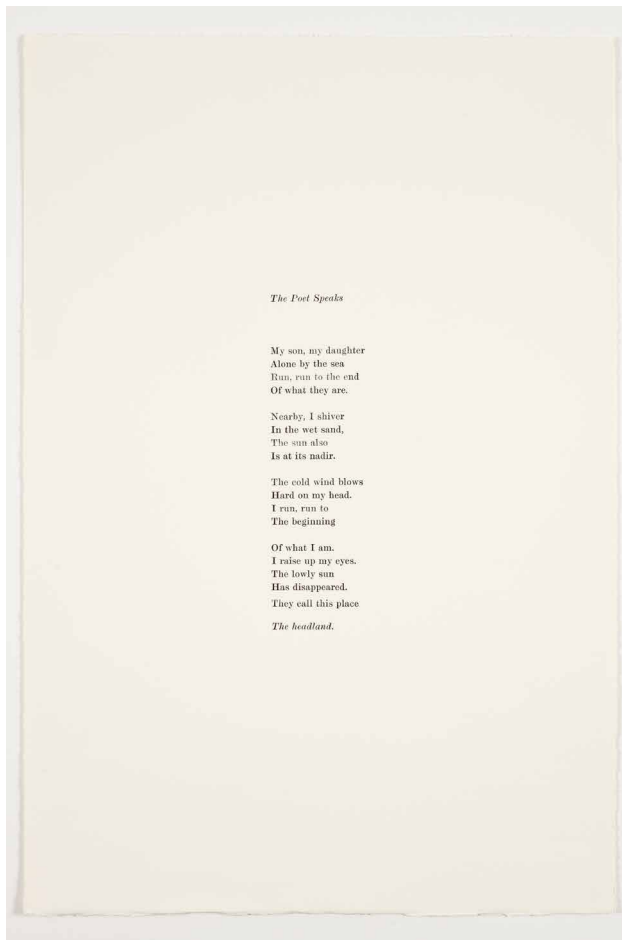 The Poet Speaks
My son, my daughter
Alone by the sea
Run, run to the end
Of what they are.
Nearby, I shiver
In the wet sand,
The sun also
Is at its nadir.
The cold wind blows
Hard on my head.
I run, run to
The beginning
Of what I am.
I raise up my eyes.
The lowly sun
Has disappeared.
They call this place
The headland.